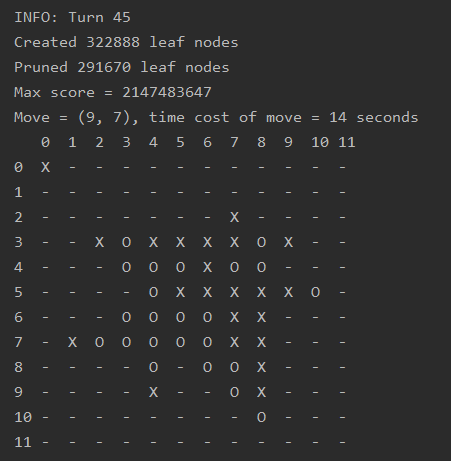 INFO: Turn 45
Created 322888 leaf nodes
Pruned 291670 leaf nodes
Max score = 2147483647
Move = (9, 7), time cost of move = 14 seconds
   0  1  2  3  4  5  6  7  8  9  10 11
0  X  -  -  -  -  -  -  -  -  -  -  -
1  -  -  -  -  -  -  -  -  -  -  -  -
2  -  -  -  -  -  -  -  X  -  -  -  -
3  -  -  X  O  X  X  X  X  O  X  -  -
4  -  -  -  O  O  O  X  O  O  -  -  -
5  -  -  -  -  O  X  X  X  X  X  O  -
6  -  -  -  O  O  O  O  X  X  -  -  -
7  -  X  O  O  O  O  O  X  X  -  -  -
8  -  -  -  -  O  -  O  O  X  -  -  -
9  -  -  -  -  X  -  -  O  X  -  -  -
10 -  -  -  -  -  -  -  -  O  -  -  -
11 -  -  -  -  -  -  -  -  -  -  -  -